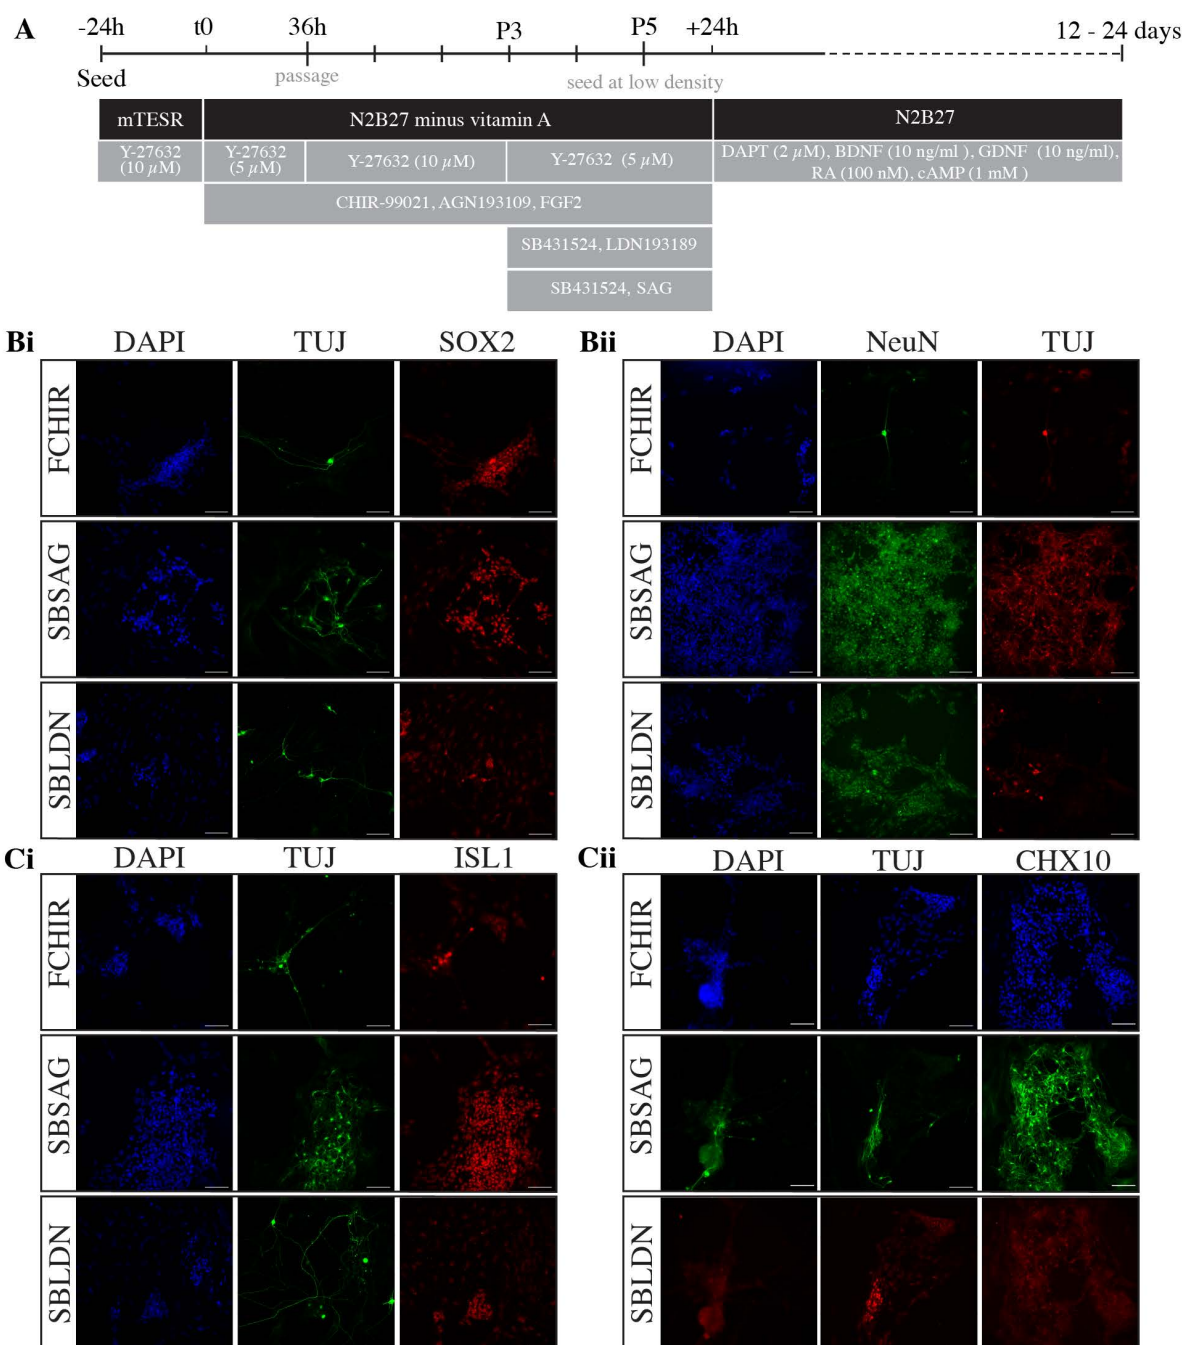 A
-24h t0 36h P3 P5 +24h 12 - 24 days
Seed passage seed at low density
mTESR N2B27 minus vitamin A N2B27
Y-27632 (10 µM) Y-27632 (5 µM) Y-27632 (10 µM) Y-27632 (5 µM) DAPT (2 µM), BDNF (10 ng/ml ), GDNF (10 ng/ml),
RA (100 nM), cAMP (1 mM )
CHIR-99021, AGN193109, FGF2
SB431524, LDN193189
SB431524, SAG
Bi DAPI TUJ SOX2
FCHIR
SBSAG
SBLDN
Bii DAPI NeuN TUJ
FCHIR
SBSAG
SBLDN
Ci DAPI TUJ ISL1
FCHIR
SBSAG
SBLDN
Cii DAPI TUJ CHX10
FCHIR
SBSAG
SBLDN